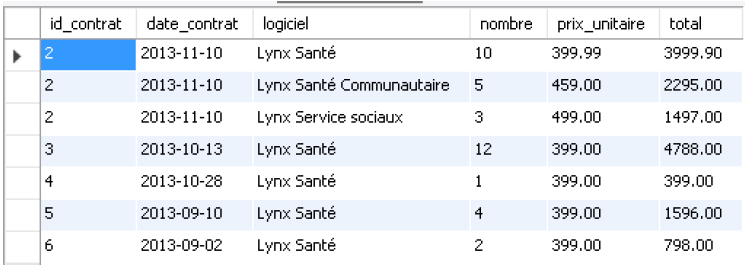 id_contrat date_contrat logiciel nombre prix_unitaire total
2 2013-11-10 Lynx Santé 10 399.99 3999.90
2 2013-11-10 Lynx Santé Communautaire 5 459.00 2295.00
2 2013-11-10 Lynx Service sociaux 3 499.00 1497.00
3 2013-10-13 Lynx Santé 12 399.00 4788.00
4 2013-10-28 Lynx Santé 1 399.00 399.00
5 2013-09-10 Lynx Santé 4 399.00 1596.00
6 2013-09-02 Lynx Santé 2 399.00 798.00